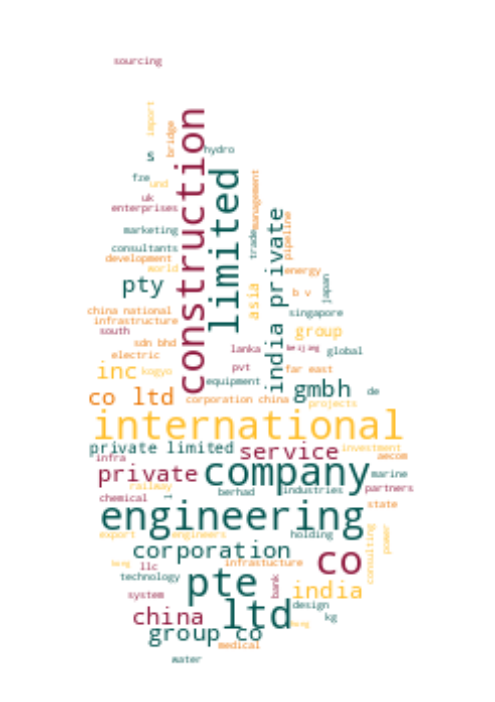 sourcing
import
bridge
construction
s
hydro
fze
und
limited
management
uk
enterprises
india private
pipeline
marketing
trade
consultants
development
world
energy
pty
asia
b v
japan
china national
singapore
infrastructure
south
group
sdn bhd
lanka
beijing
global
electric
inc
kogyo
pvt
far east
equipment
gmbh
de
co ltd
corporation china
projects
international
private limited
service
investment
infra
company
aecom
private
marine
railway
berhad
industries
partners
chemical
state
engineering
export
engineers
holding
consulting
power
corporation
co
infrastucture
llc
technology
pte
bank
india
system
design
china
ltd
kg
group co
medical
water